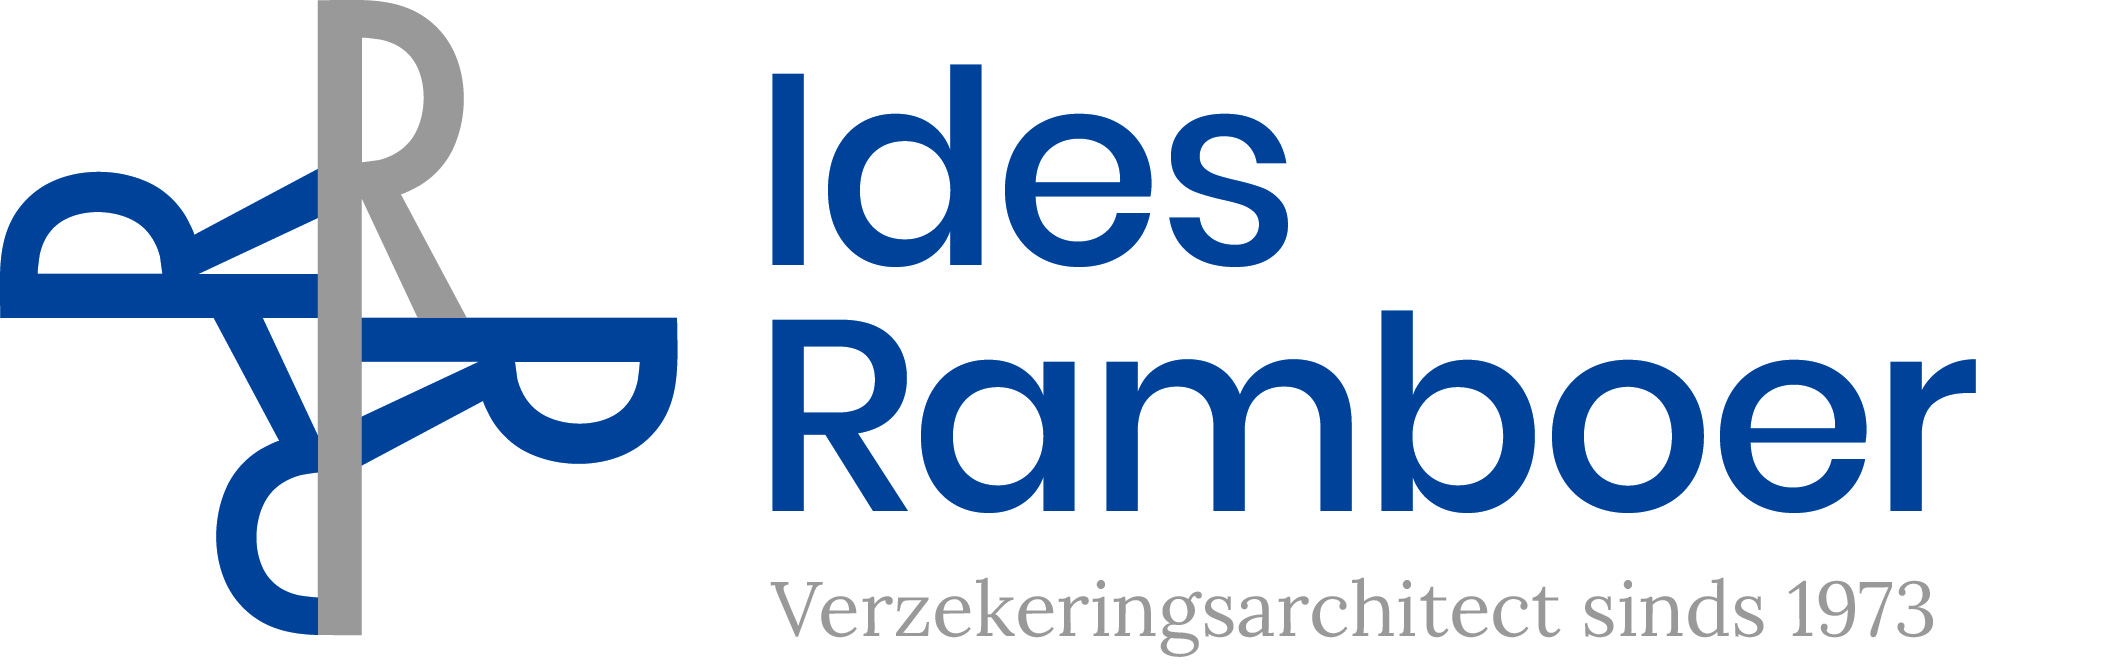 Ides
Ramboer
Verzekeringsarchitect sinds 1973